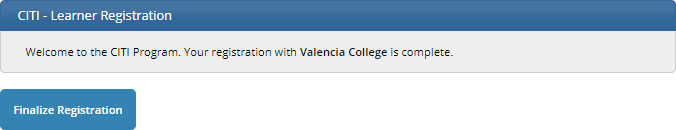 CITI - Learner Registration
Welcome to the CITI Program. Your registration with Valencia College is complete.
Finalize Registration